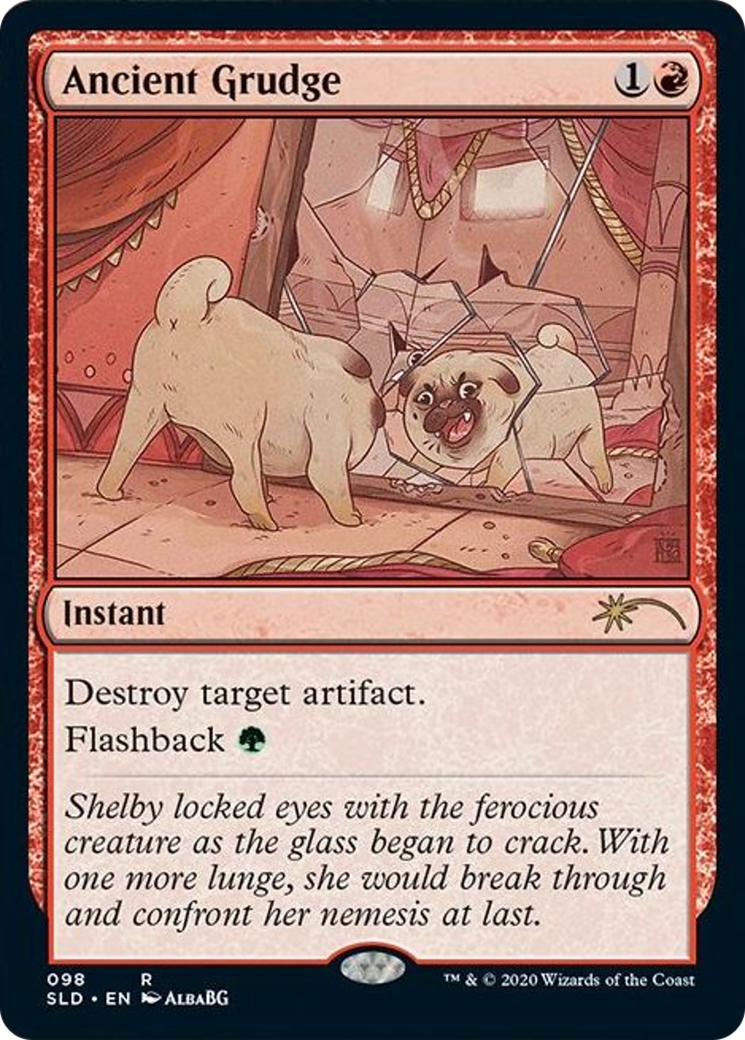 Ancient Grudge 1
Instant
Destroy target artifact.
Flashback
Shelby locked eyes with the ferocious
creature as the glass began to crack. With
one more lunge, she would break through
and confront her nemesis at last.
098 R
SLD • EN AlbaBG
™ & © 2020 Wizards of the Coast